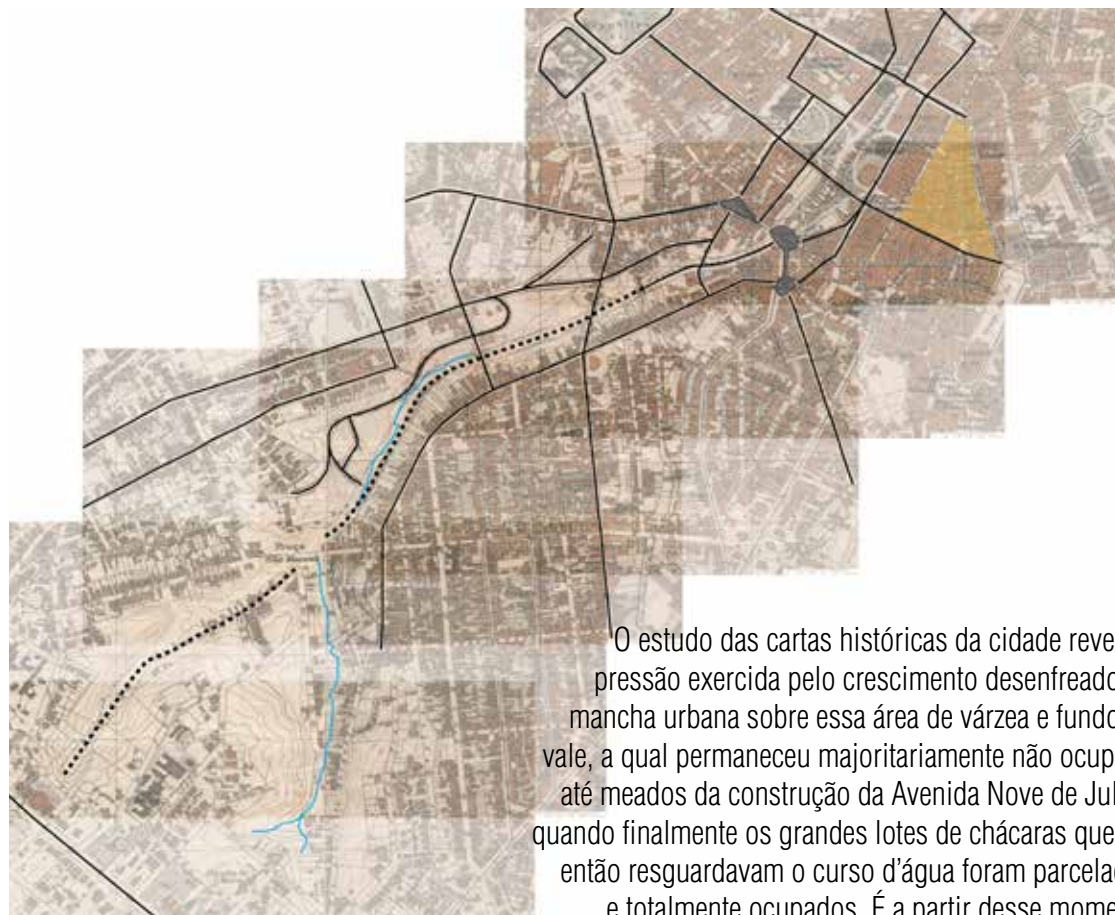 O estudo das cartas históricas da cidade reve
pressão exercida pelo crescimento desenfreado
mancha urbana sobre essa área de várzea e fundo
vale, a qual permaneceu majoritariamente não ocup
até meados da construção da Avenida Nove de Jul
quando finalmente os grandes lotes de chácaras que
então resguardavam o curso d’água foram parcela
e totalmente ocupados. É a partir desse mome